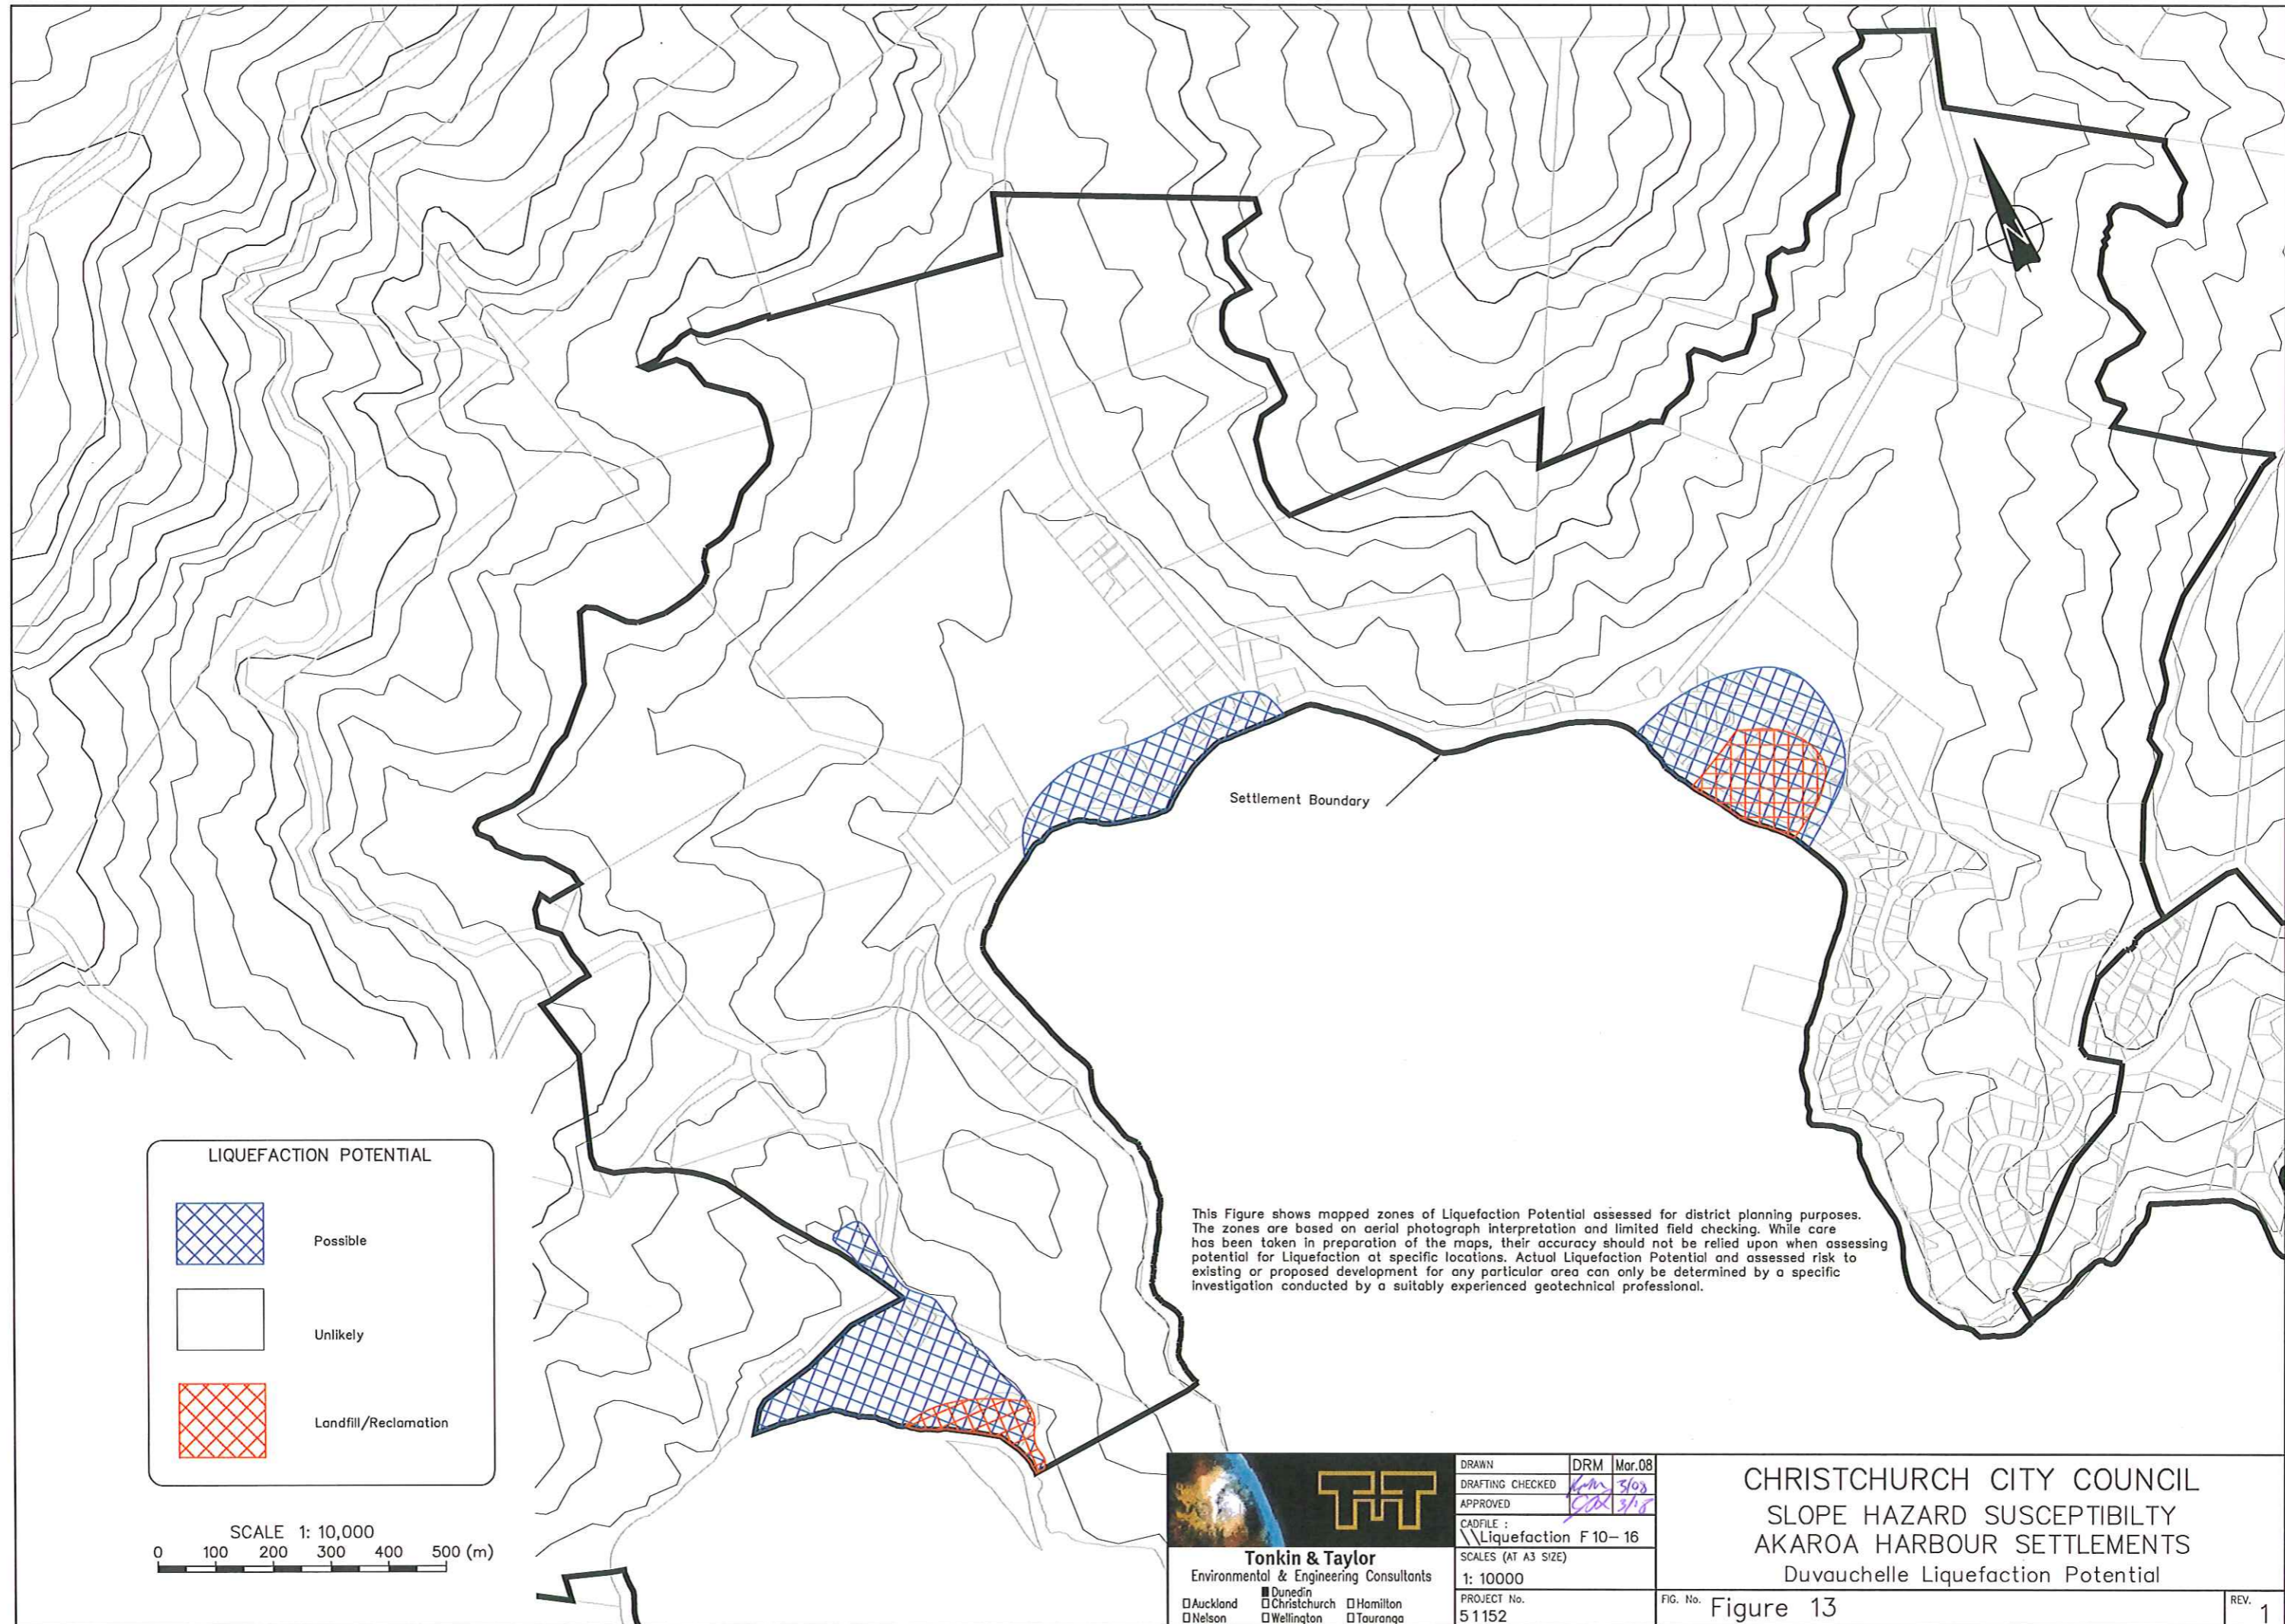 Settlement Boundary
LIQUEFACTION POTENTIAL
Possible
Unlikely
Landfill/Reclamation
SCALE 1: 10,000
0 100 200 300 400 500 (m)
This Figure shows mapped zones of Liquefaction Potential assessed for district planning purposes.
The zones are based on aerial photograph interpretation and limited field checking. While care
has been taken in preparation of the maps, their accuracy should not be relied upon when assessing
potential for Liquefaction at specific locations. Actual Liquefaction Potential and assessed risk to
existing or proposed development for any particular area can only be determined by a specific
investigation conducted by a suitably experienced geotechnical professional.
N
T&T
Tonkin & Taylor
Environmental & Engineering Consultants
Dunedin
Auckland Christchurch Hamilton
Nelson Wellington Tauranga
DRAWN DRM Mar.08
DRAFTING CHECKED 3/08
APPROVED
CADFILE :
\\Liquefaction F10-16
SCALES (AT A3 SIZE)
1: 10000
PROJECT No.
51152
CHRISTCHURCH CITY COUNCIL
SLOPE HAZARD SUSCEPTIBILTY
AKAROA HARBOUR SETTLEMENTS
Duvauchelle Liquefaction Potential
FIG. No. Figure 13
REV. 1